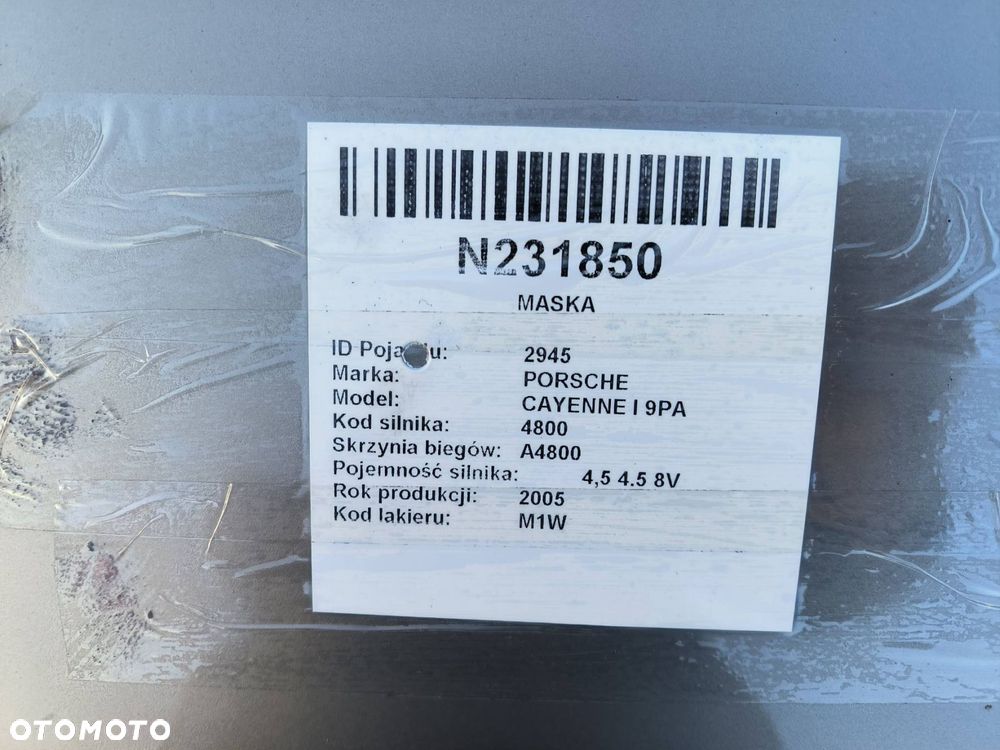 N231850
MASKA
ID Poja u: 2945
Marka: PORSCHE
Model: CAYENNE I 9PA
Kod silnika: 4800
Skrzynia biegów: A4800
Pojemność silnika: 4,5 4.5 8V
Rok produkcji: 2005
Kod lakieru: M1W
OTOMOTO